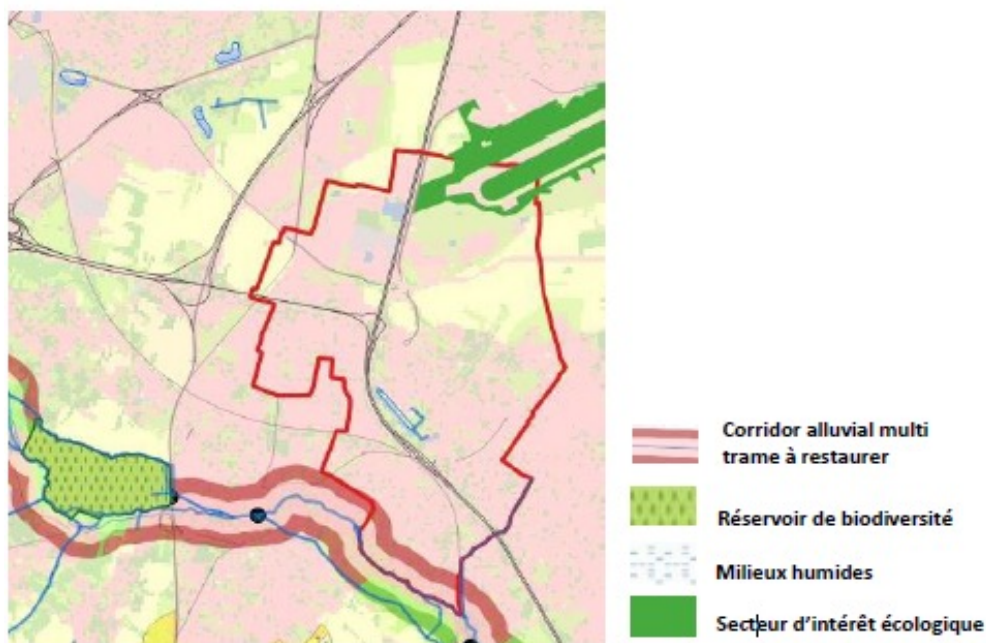 Corridor alluvial multi
trame à restaurer
Réservoir de biodiversité
Milieux humides
Secteur d'intérêt écologique